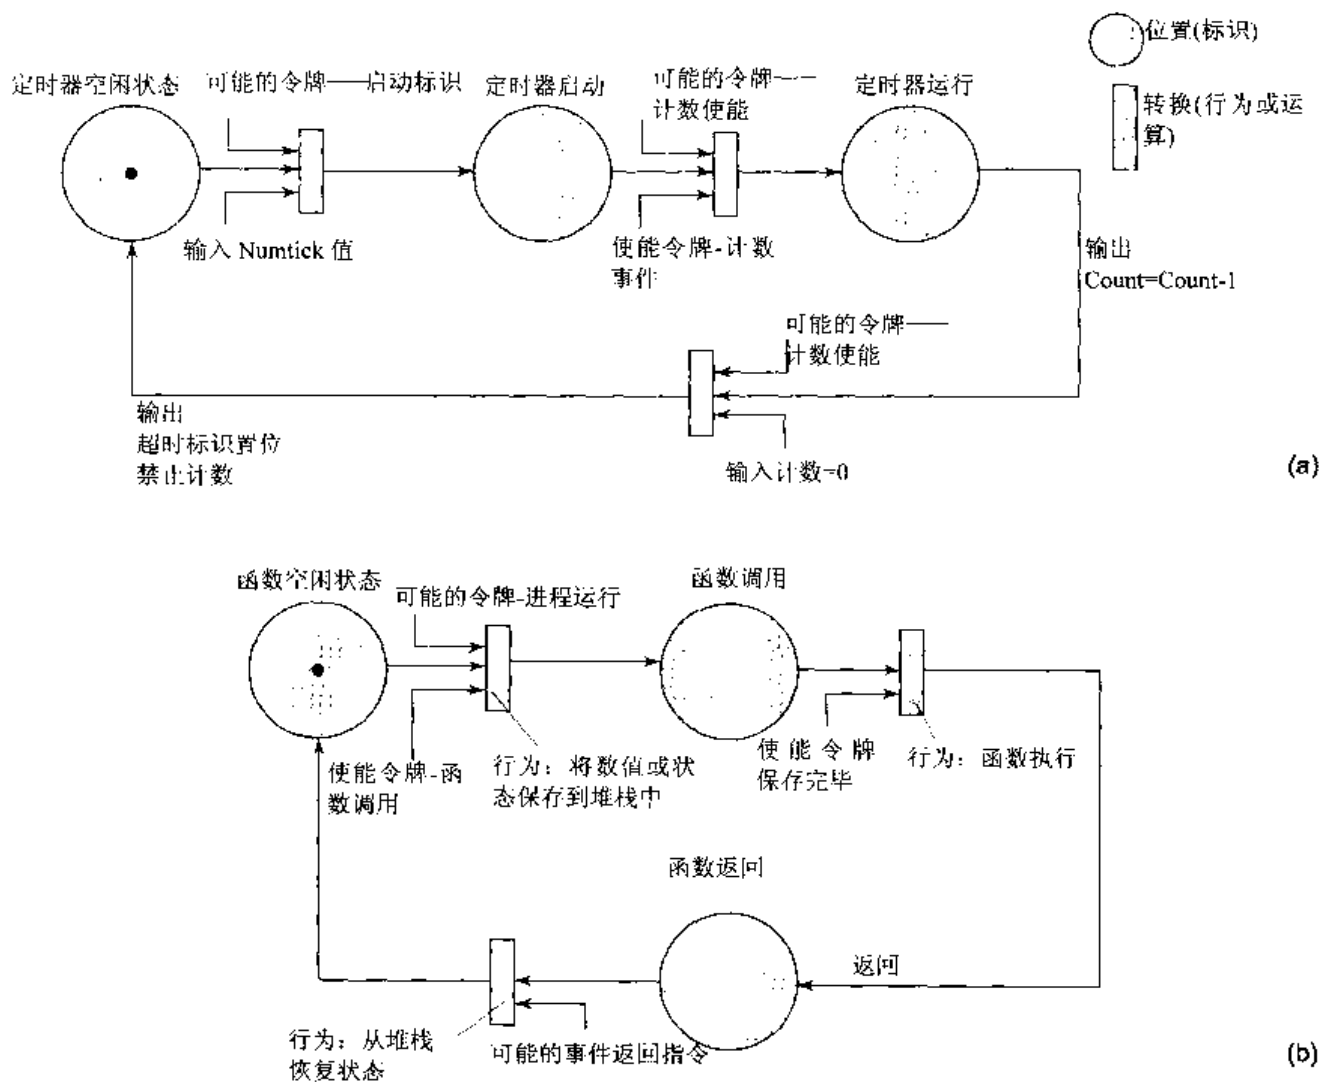 位置(标识)
转换(行为或运
算)
定时器空闲状态
可能的令牌——启动标识
定时器启动
可能的令牌——
计数使能
定时器运行
输入 Numtick 值
使能令牌-计数
事件
输出
Count=Count-1
可能的令牌——
计数使能
输出
超时标识置位
禁止计数
输入计数=0
(a)
函数空闲状态
可能的令牌-进程运行
函数调用
使能令牌-函
数调用
行为：将数值或状
态保存到堆栈中
使能令牌
保存完毕
行为：函数执行
函数返回
返回
行为：从堆栈
恢复状态
可能的事件返回指令
(b)